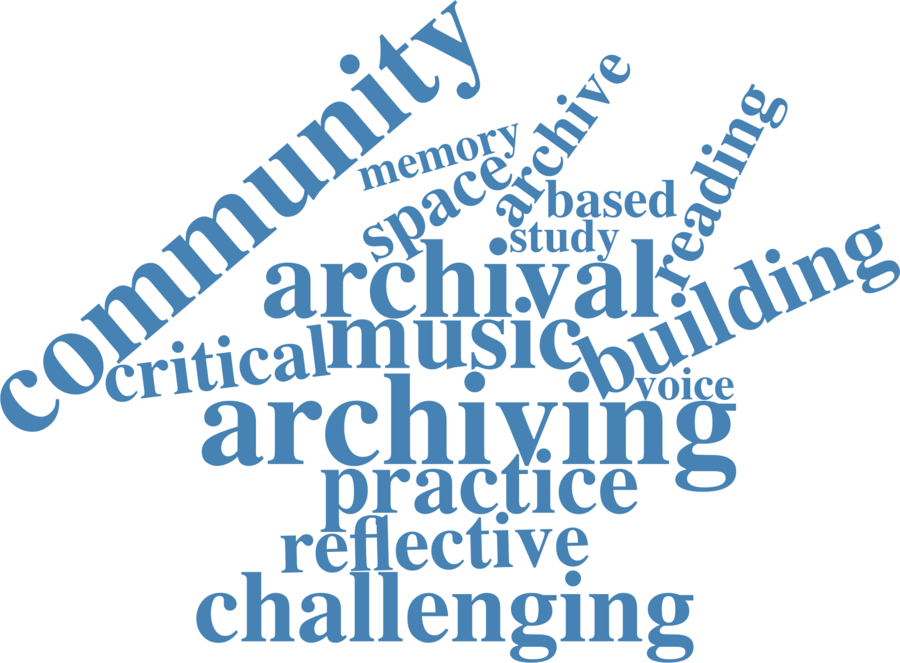 community
memory
archive
space
based
reading
study
archival
building
music
critical
voice
archiving
practice
reflective
challenging